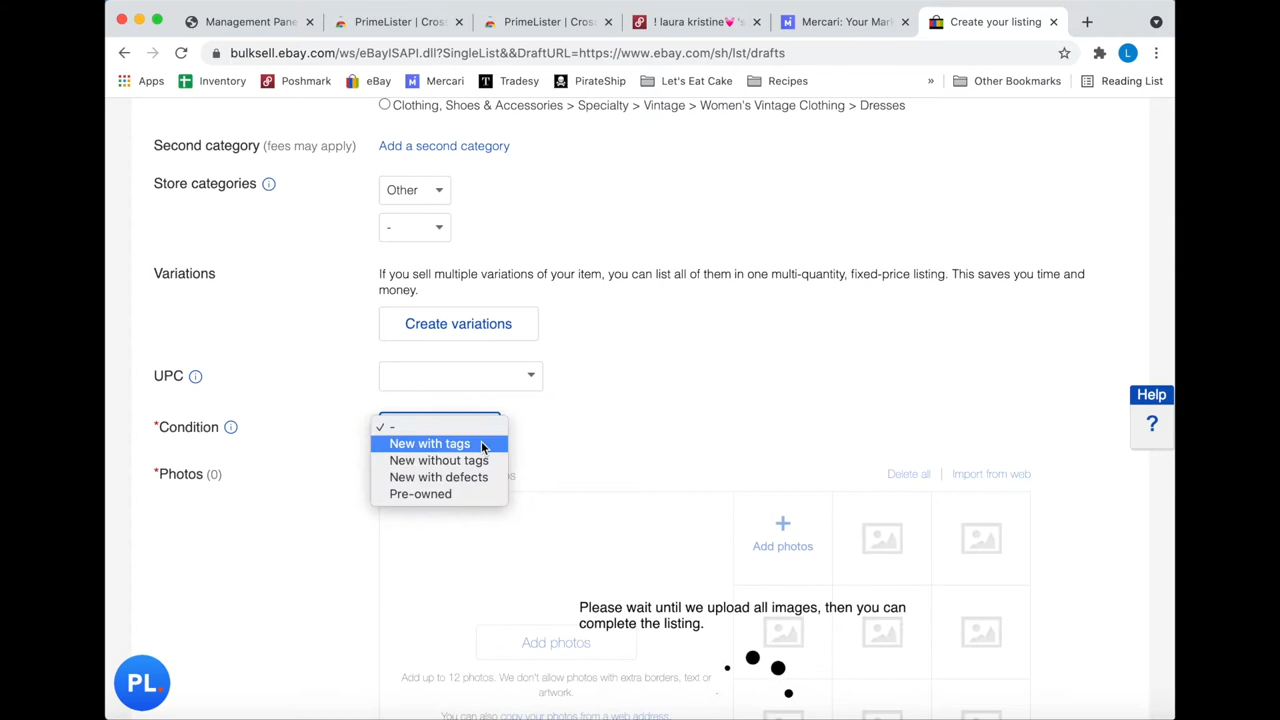 Management Pane
PrimeLister | Cross
PrimeLister | Cross
! laura kristine💗's
Mercari: Your Mark
Create your listing
bulksell.ebay.com/ws/eBayISAPI.dll?SingleList&&DraftURL=https://www.ebay.com/sh/lst/drafts
L
Apps
Inventory
Poshmark
eBay
Mercari
Tradesy
PirateShip
Let's Eat Cake
Recipes
»
Other Bookmarks
Reading List
Clothing, Shoes & Accessories > Specialty > Vintage > Women's Vintage Clothing > Dresses
Second category (fees may apply)
Add a second category
Store categories
Other
-
Variations
If you sell multiple variations of your item, you can list all of them in one multi-quantity, fixed-price listing. This saves you time and
money.
Create variations
UPC
Help
?
*Condition
✓ -
New with tags
New without tags
New with defects
Pre-owned
*Photos (0)
Delete all | Import from web
Add photos
Please wait until we upload all images, then you can
complete the listing.
Add photos
Add up to 12 photos. We don't allow photos with extra borders, text or
artwork.
You can also copy your photos from a web address.
PL.